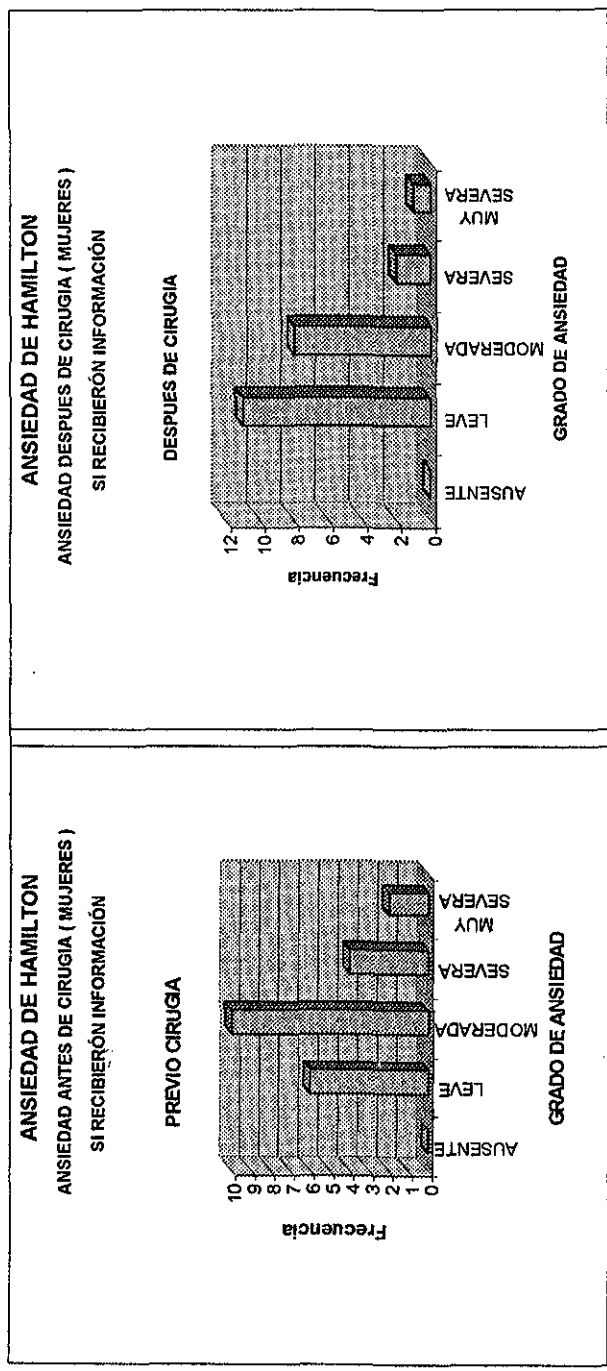 ANSIEDAD DE HAMILTON
ANSIEDAD ANTES DE CIRUGIA ( MUJERES )
SI RECIBIERÓN INFORMACIÓN
PREVIO CIRUGIA
Frecuencia
10
9
8
7
6
5
4
3
2
1
0
AUSENTE
LEVE
MODERADA
SEVERA
MUY
SEVERA
GRADO DE ANSIEDAD
ANSIEDAD DE HAMILTON
ANSIEDAD DESPUES DE CIRUGIA ( MUJERES )
SI RECIBIERÓN INFORMACIÓN
DESPUES DE CIRUGIA
Frecuencia
12
10
8
6
4
2
0
AUSENTE
LEVE
MODERADA
SEVERA
MUY
SEVERA
GRADO DE ANSIEDAD